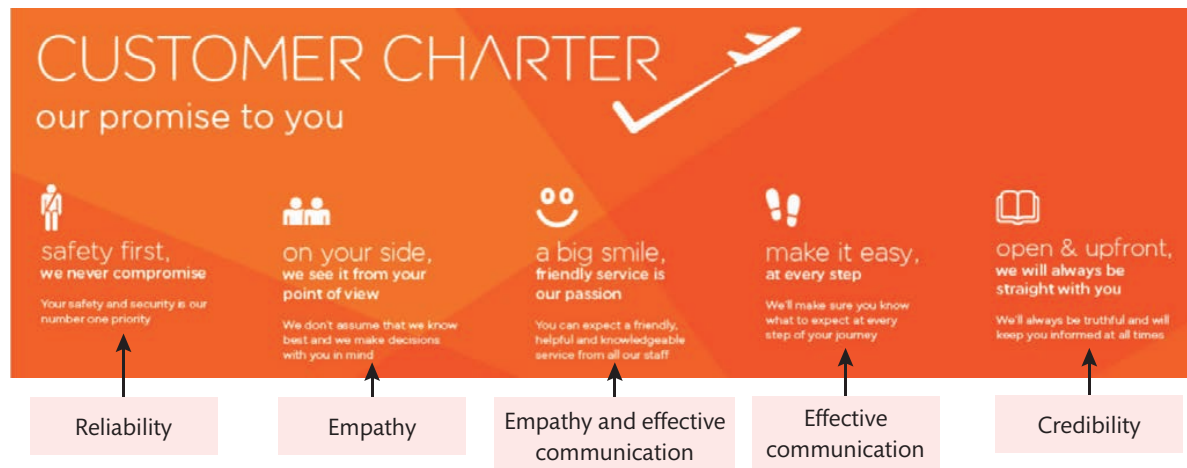 CUSTOMER CHARTER
our promise to you
safety first,
we never compromise
Your safety and security is our
number one priority
on your side,
we see it from your
point of view
We don't assume that we know
best and we make decisions
with you in mind
a big smile,
friendly service is
our passion
You can expect a friendly,
helpful and knowledgeable
service from all our staff
make it easy,
at every step
We'll make sure you know
what to expect at every
step of your journey
open & upfront,
we will always be
straight with you
We'll always be truthful and will
keep you informed at all times
Reliability
Empathy
Empathy and effective
communication
Effective
communication
Credibility